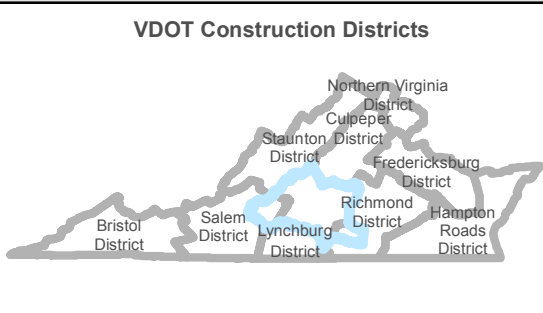 VDOT Construction Districts
Northern Virginia
District
Culpeper
District
Staunton
District
Fredericksburg
District
Richmond
District
Hampton
Roads
District
Salem
District
Lynchburg
District
Bristol
District